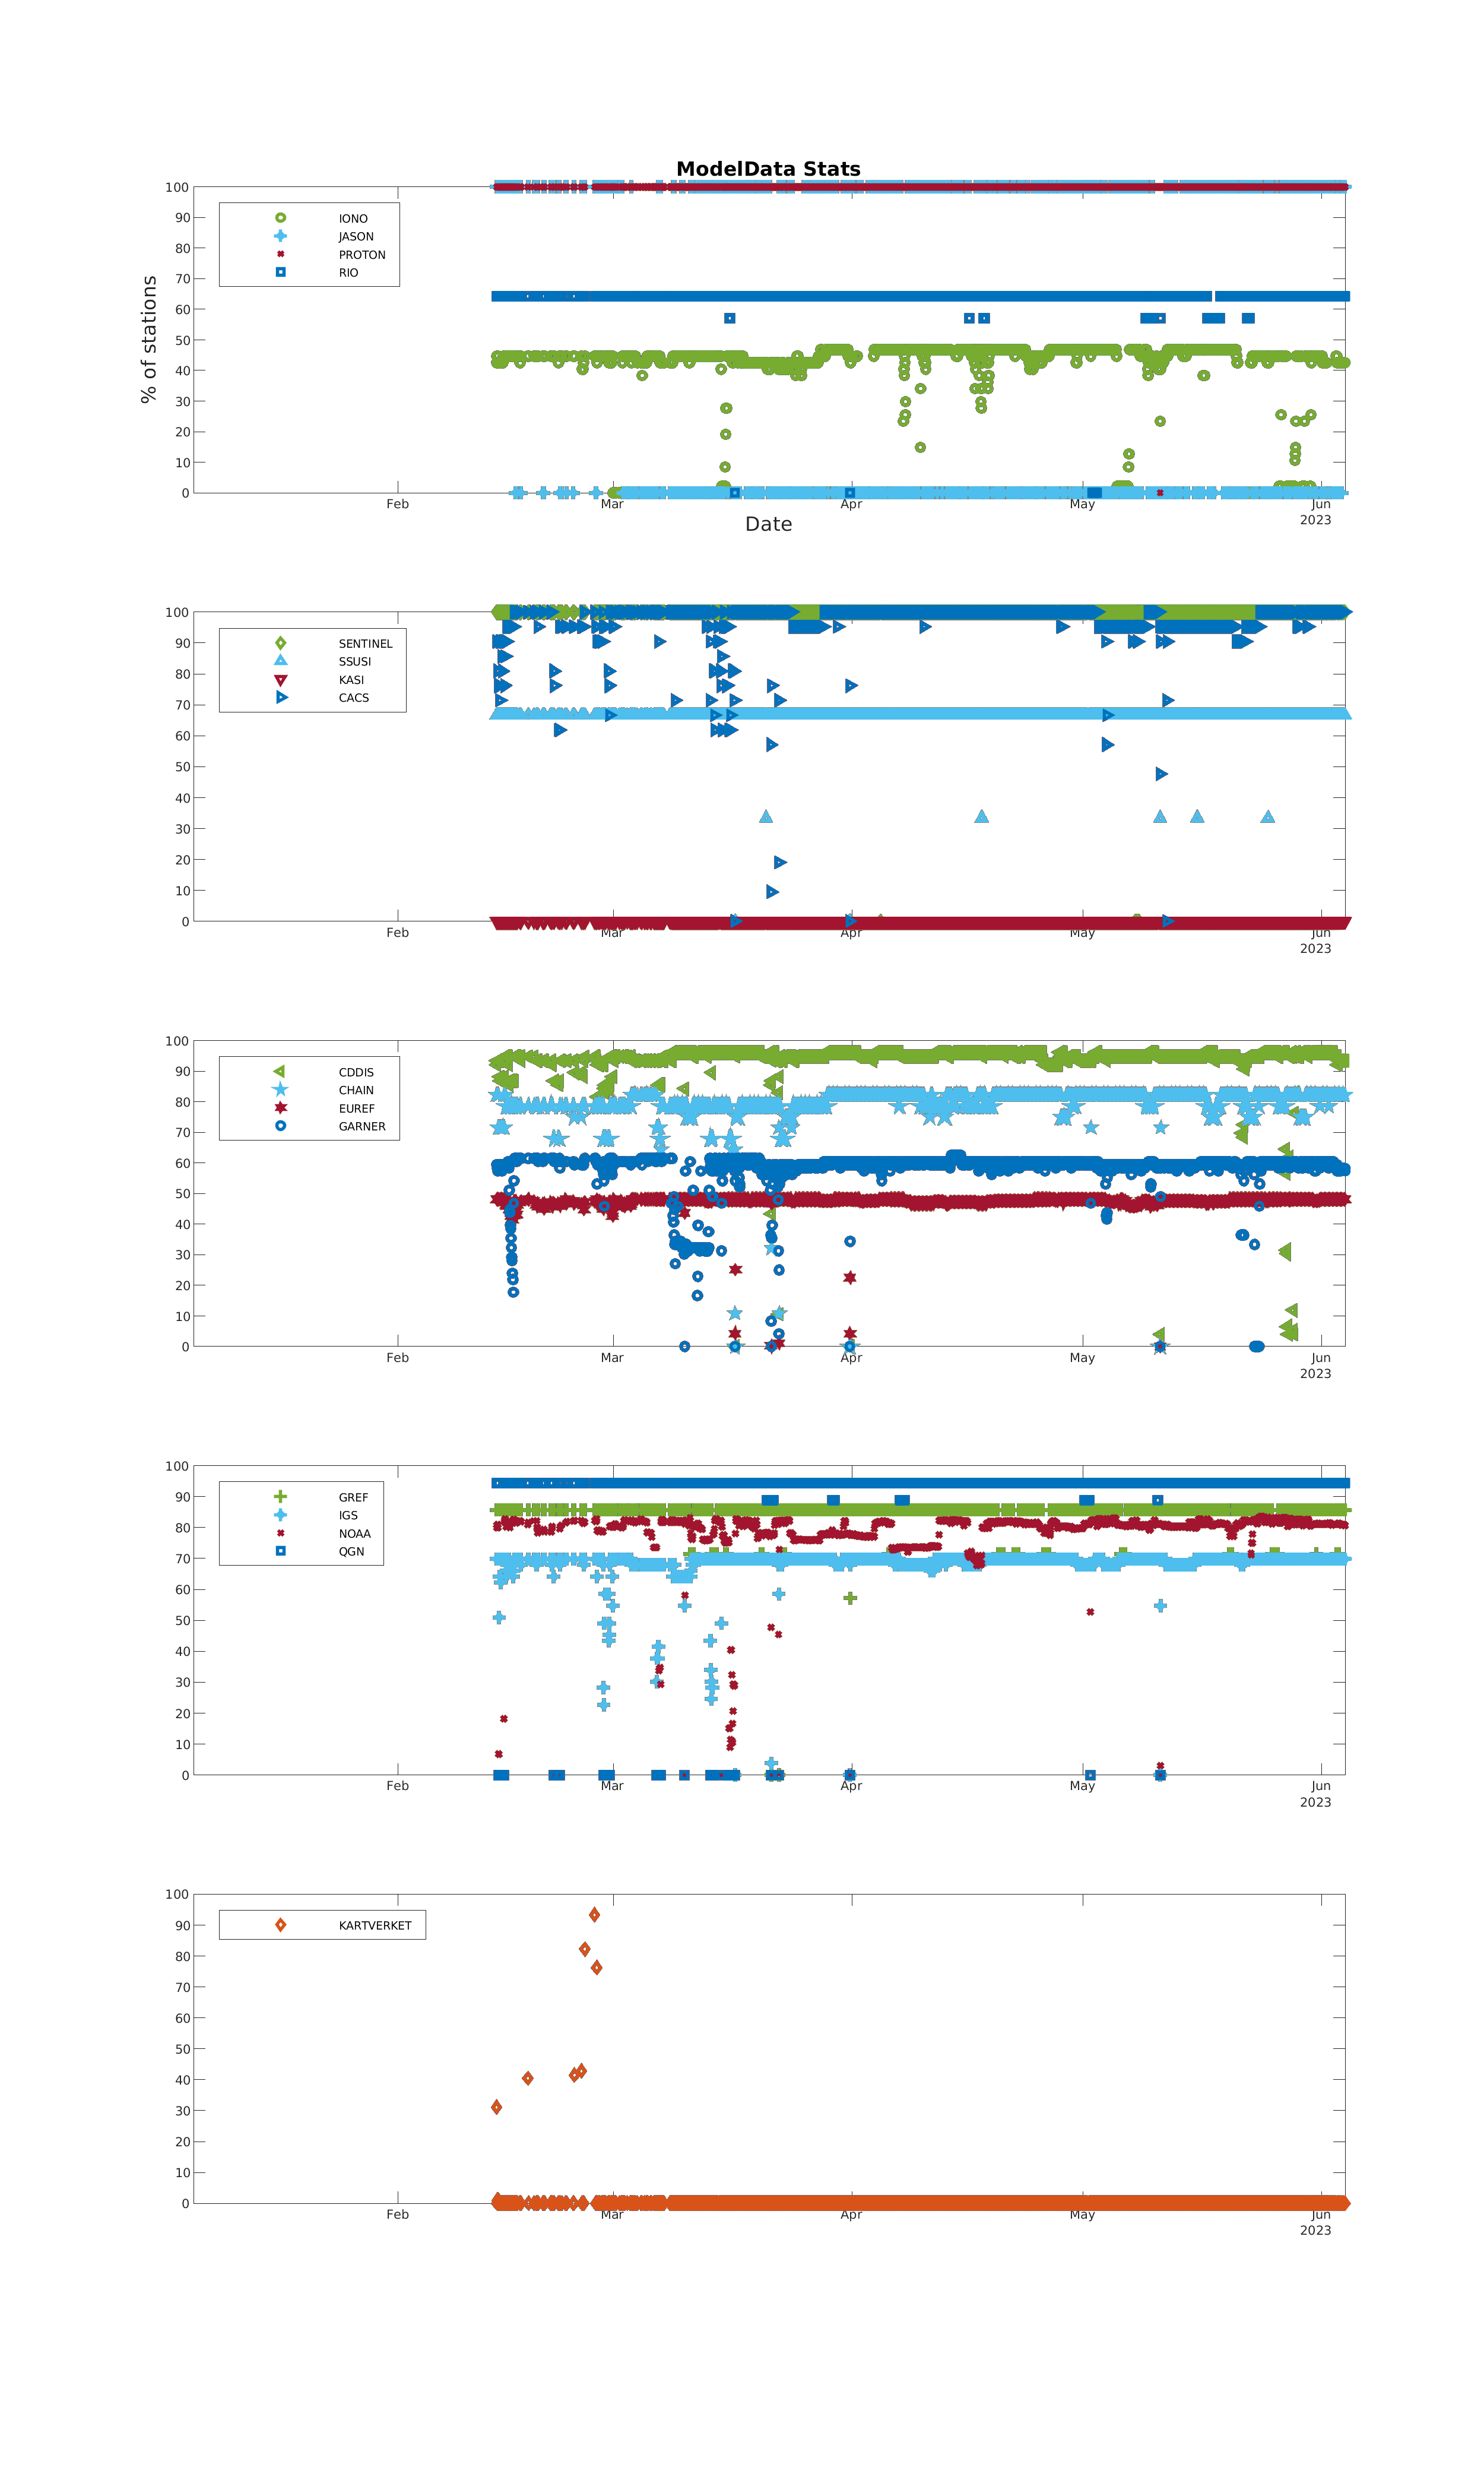 ModelData Stats
100
90
80
70
60
50
40
30
20
10
0
% of stations
IONO
JASON
PROTON
RIO
Feb Mar Apr May Jun
2023
Date
100
90
80
70
60
50
40
30
20
10
0
SENTINEL
SSUSI
KASI
CACS
Feb Mar Apr May Jun
2023
100
90
80
70
60
50
40
30
20
10
0
CDDIS
CHAIN
EUREF
GARNER
Feb Mar Apr May Jun
2023
100
90
80
70
60
50
40
30
20
10
0
GREF
IGS
NOAA
QGN
Feb Mar Apr May Jun
2023
100
90
80
70
60
50
40
30
20
10
0
KARTVERKET
Feb Mar Apr May Jun
2023